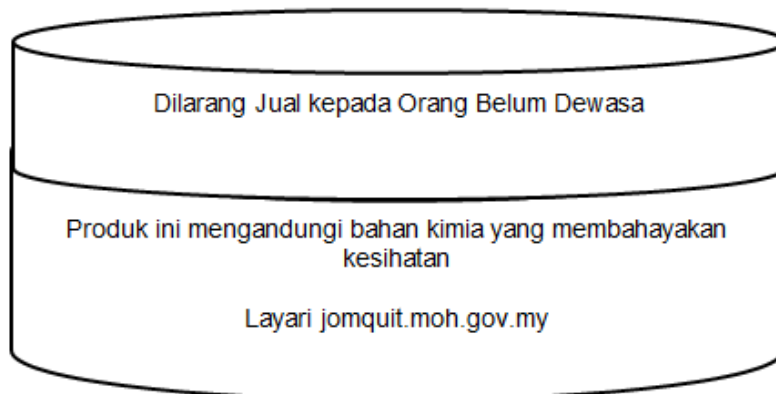 Dilarang Jual kepada Orang Belum Dewasa
Produk ini mengandungi bahan kimia yang membahayakan
kesihatan
Layari jomquit.moh.gov.my